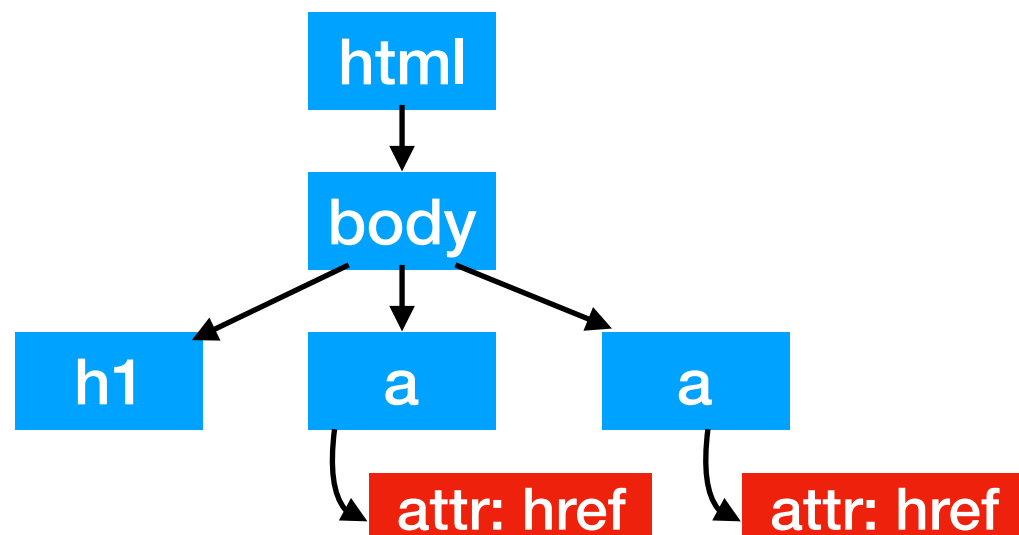 html
body
h1
a
a
attr: href
attr: href